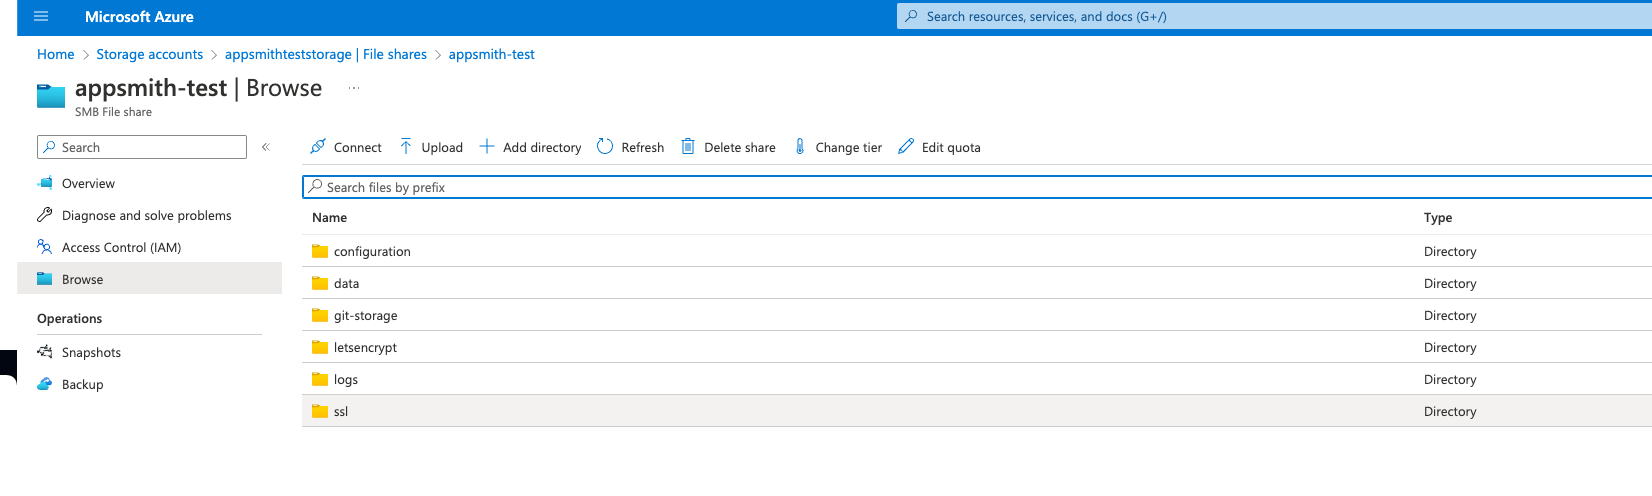 Microsoft Azure
Search resources, services, and docs (G+/)
Home > Storage accounts > appsmithteststorage | File shares > appsmith-test
appsmith-test | Browse ...
SMB File share
Search «
Connect Upload Add directory Refresh Delete share Change tier Edit quota
Overview
Diagnose and solve problems
Access Control (IAM)
Browse
Operations
Snapshots
Backup
Search files by prefix
Name Type
configuration Directory
data Directory
git-storage Directory
letsencrypt Directory
logs Directory
ssl Directory